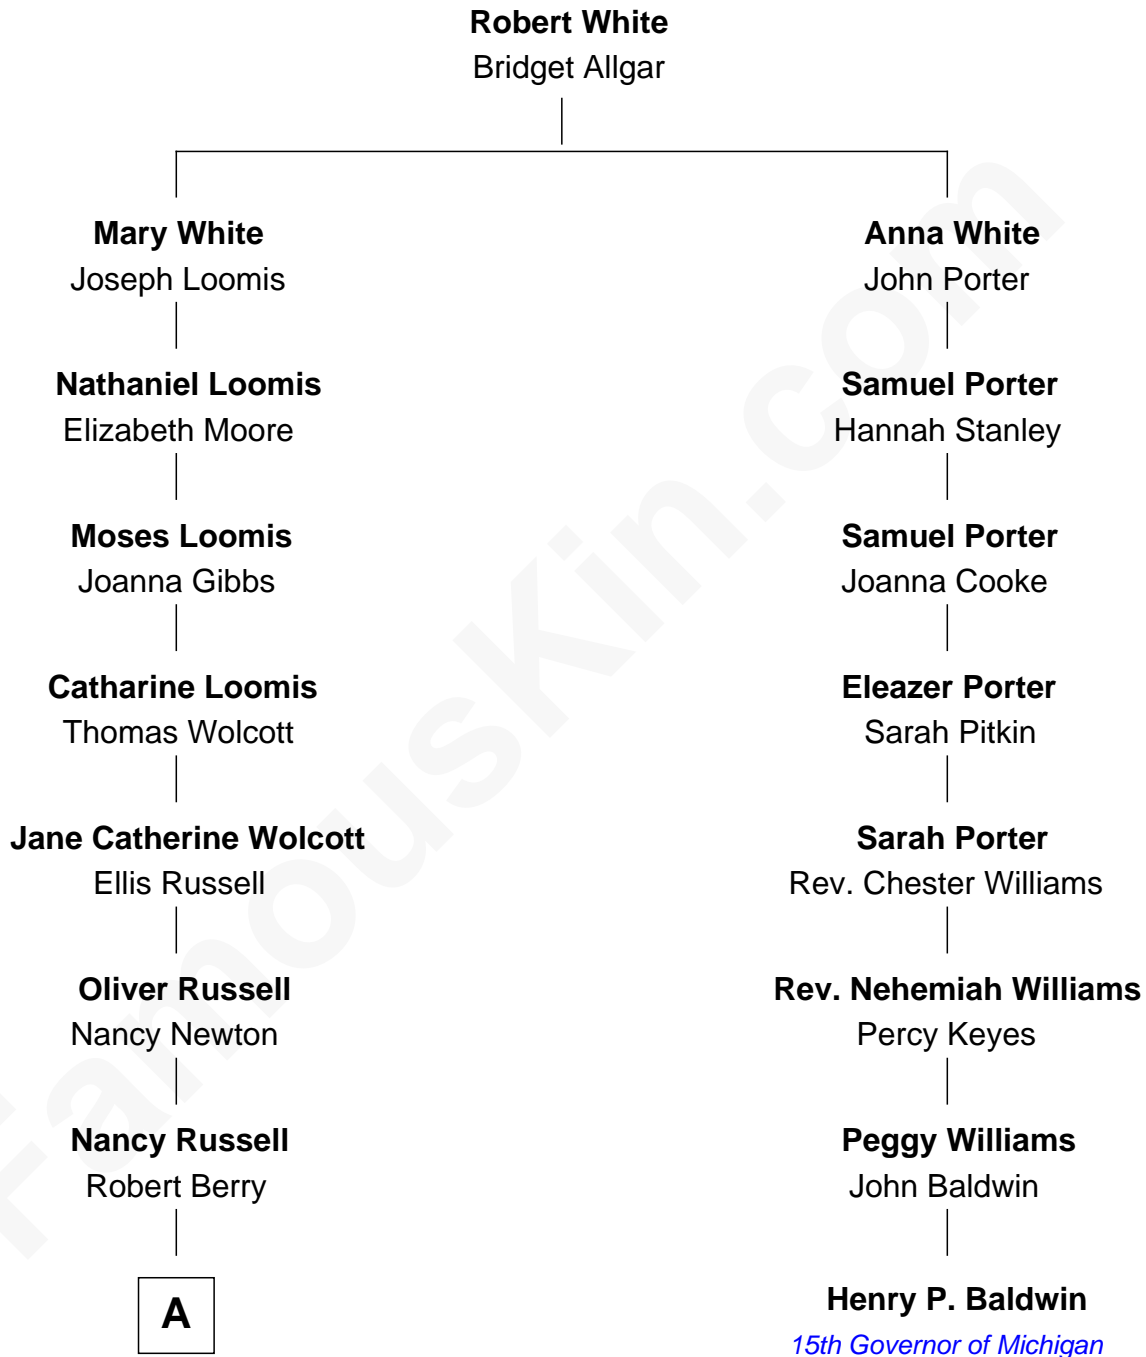 Robert White
Bridget Allgar
Mary White
Joseph Loomis
Anna White
John Porter
Nathaniel Loomis
Elizabeth Moore
Samuel Porter
Hannah Stanley
Moses Loomis
Joanna Gibbs
Samuel Porter
Joanna Cooke
Catharine Loomis
Thomas Wolcott
Eleazer Porter
Sarah Pitkin
Jane Catherine Wolcott
Ellis Russell
Sarah Porter
Rev. Chester Williams
Oliver Russell
Nancy Newton
Rev. Nehemiah Williams
Percy Keyes
Nancy Russell
Robert Berry
Peggy Williams
John Baldwin
A
Henry P. Baldwin
15th Governor of Michigan
FamousKin.com